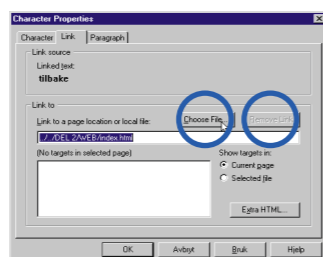 Character Properties
Character Link Paragraph
Link source
Linked text:
tilbake
Link to
Link to a page location or local file: Choose File... Remove Link
../../DEL 2/WEB/index.html
(No targets in selected page) Show targets in:
Current page
Selected file
Extra HTML...
OK Avbryt Bruk Hjelp